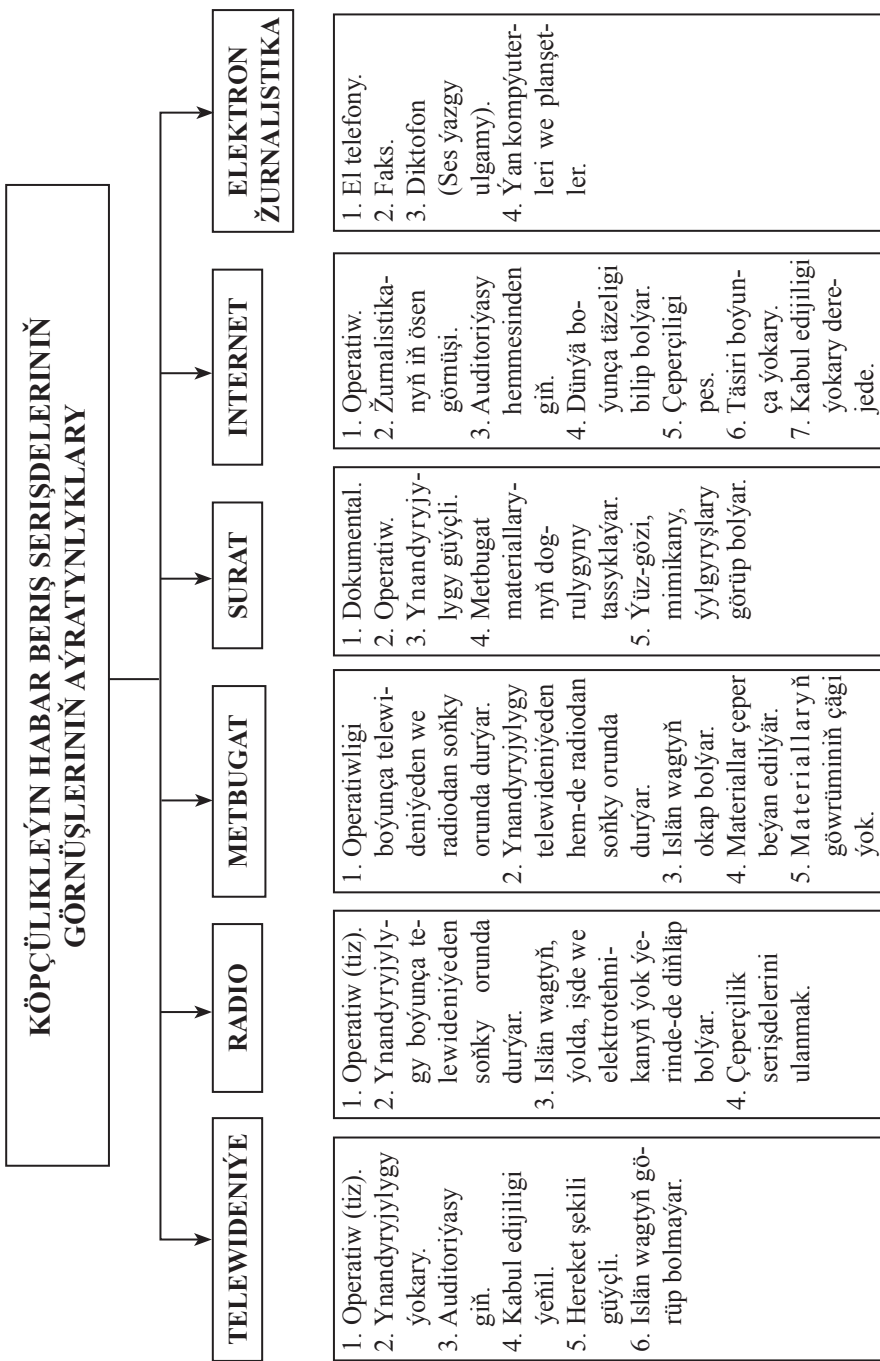 KÖPÇÜLIKLEÝIN HABAR BERIŞ SERIŞDELERINIŇ
GÖRNÜŞLERINIŇ AÝRATYNLYKLARY
TELEWIDENIÝE
1. Operatiw (tiz).
2. Ynandyryjylygy
ýokary.
3. Auditoriýasy
giň.
4. Kabul edijiligi
ýeňil.
5. Hereket şekili
güýçli.
6. Islän wagtyň gö-
rüp bolmaýar.
RADIO
1. Operatiw (tiz).
2. Ynandyryjyly-
gy boýunça te-
lewideniýeden
soňky orunda
durýar.
3. Islän wagtyň,
ýolda, işde we
elektrotehni-
kanyň ýok ýe-
rinde-de diňläp
bolýar.
4. Çeperçilik
serişdelerini
ulanmak.
METBUGAT
1. Operatiwligi
boýunça telewi-
deniýeden we
radiodan soňky
orunda durýar.
2. Ynandyryjylygy
telewideniýeden
hem-de radiodan
soňky orunda
durýar.
3. Islän wagtyň
okap bolýar.
4. Materiallar çeper
beýan edilýär.
5. Materiallaryň
göwrüminiň çägi
ýok.
SURAT
1. Dokumental.
2. Operatiw.
3. Ynandyryjy-
lygy güýçli.
4. Metbugat
materiallary-
nyň dog-
rulygyny
tassyklaýar.
5. Ýüz-gözi,
mimikany,
ýylgyryşlary
görüp bolýar.
INTERNET
1. Operatiw.
2. Žurnalistika-
nyň iň ösen
görnüşi.
3. Auditoriýasy
hemmesinden
giň.
4. Dünýä bo-
ýunça täzeligi
bilip bolýar.
5. Çeperçiligi
pes.
6. Täsiri boýun-
ça ýokary.
7. Kabul edijiligi
ýokary dere-
jede.
ELEKTRON
ŽURNALISTIKA
1. El telefony.
2. Faks.
3. Diktofon
(Ses ýazgy
ulgamy).
4. Ýan kompýuter-
leri we planşet-
ler.